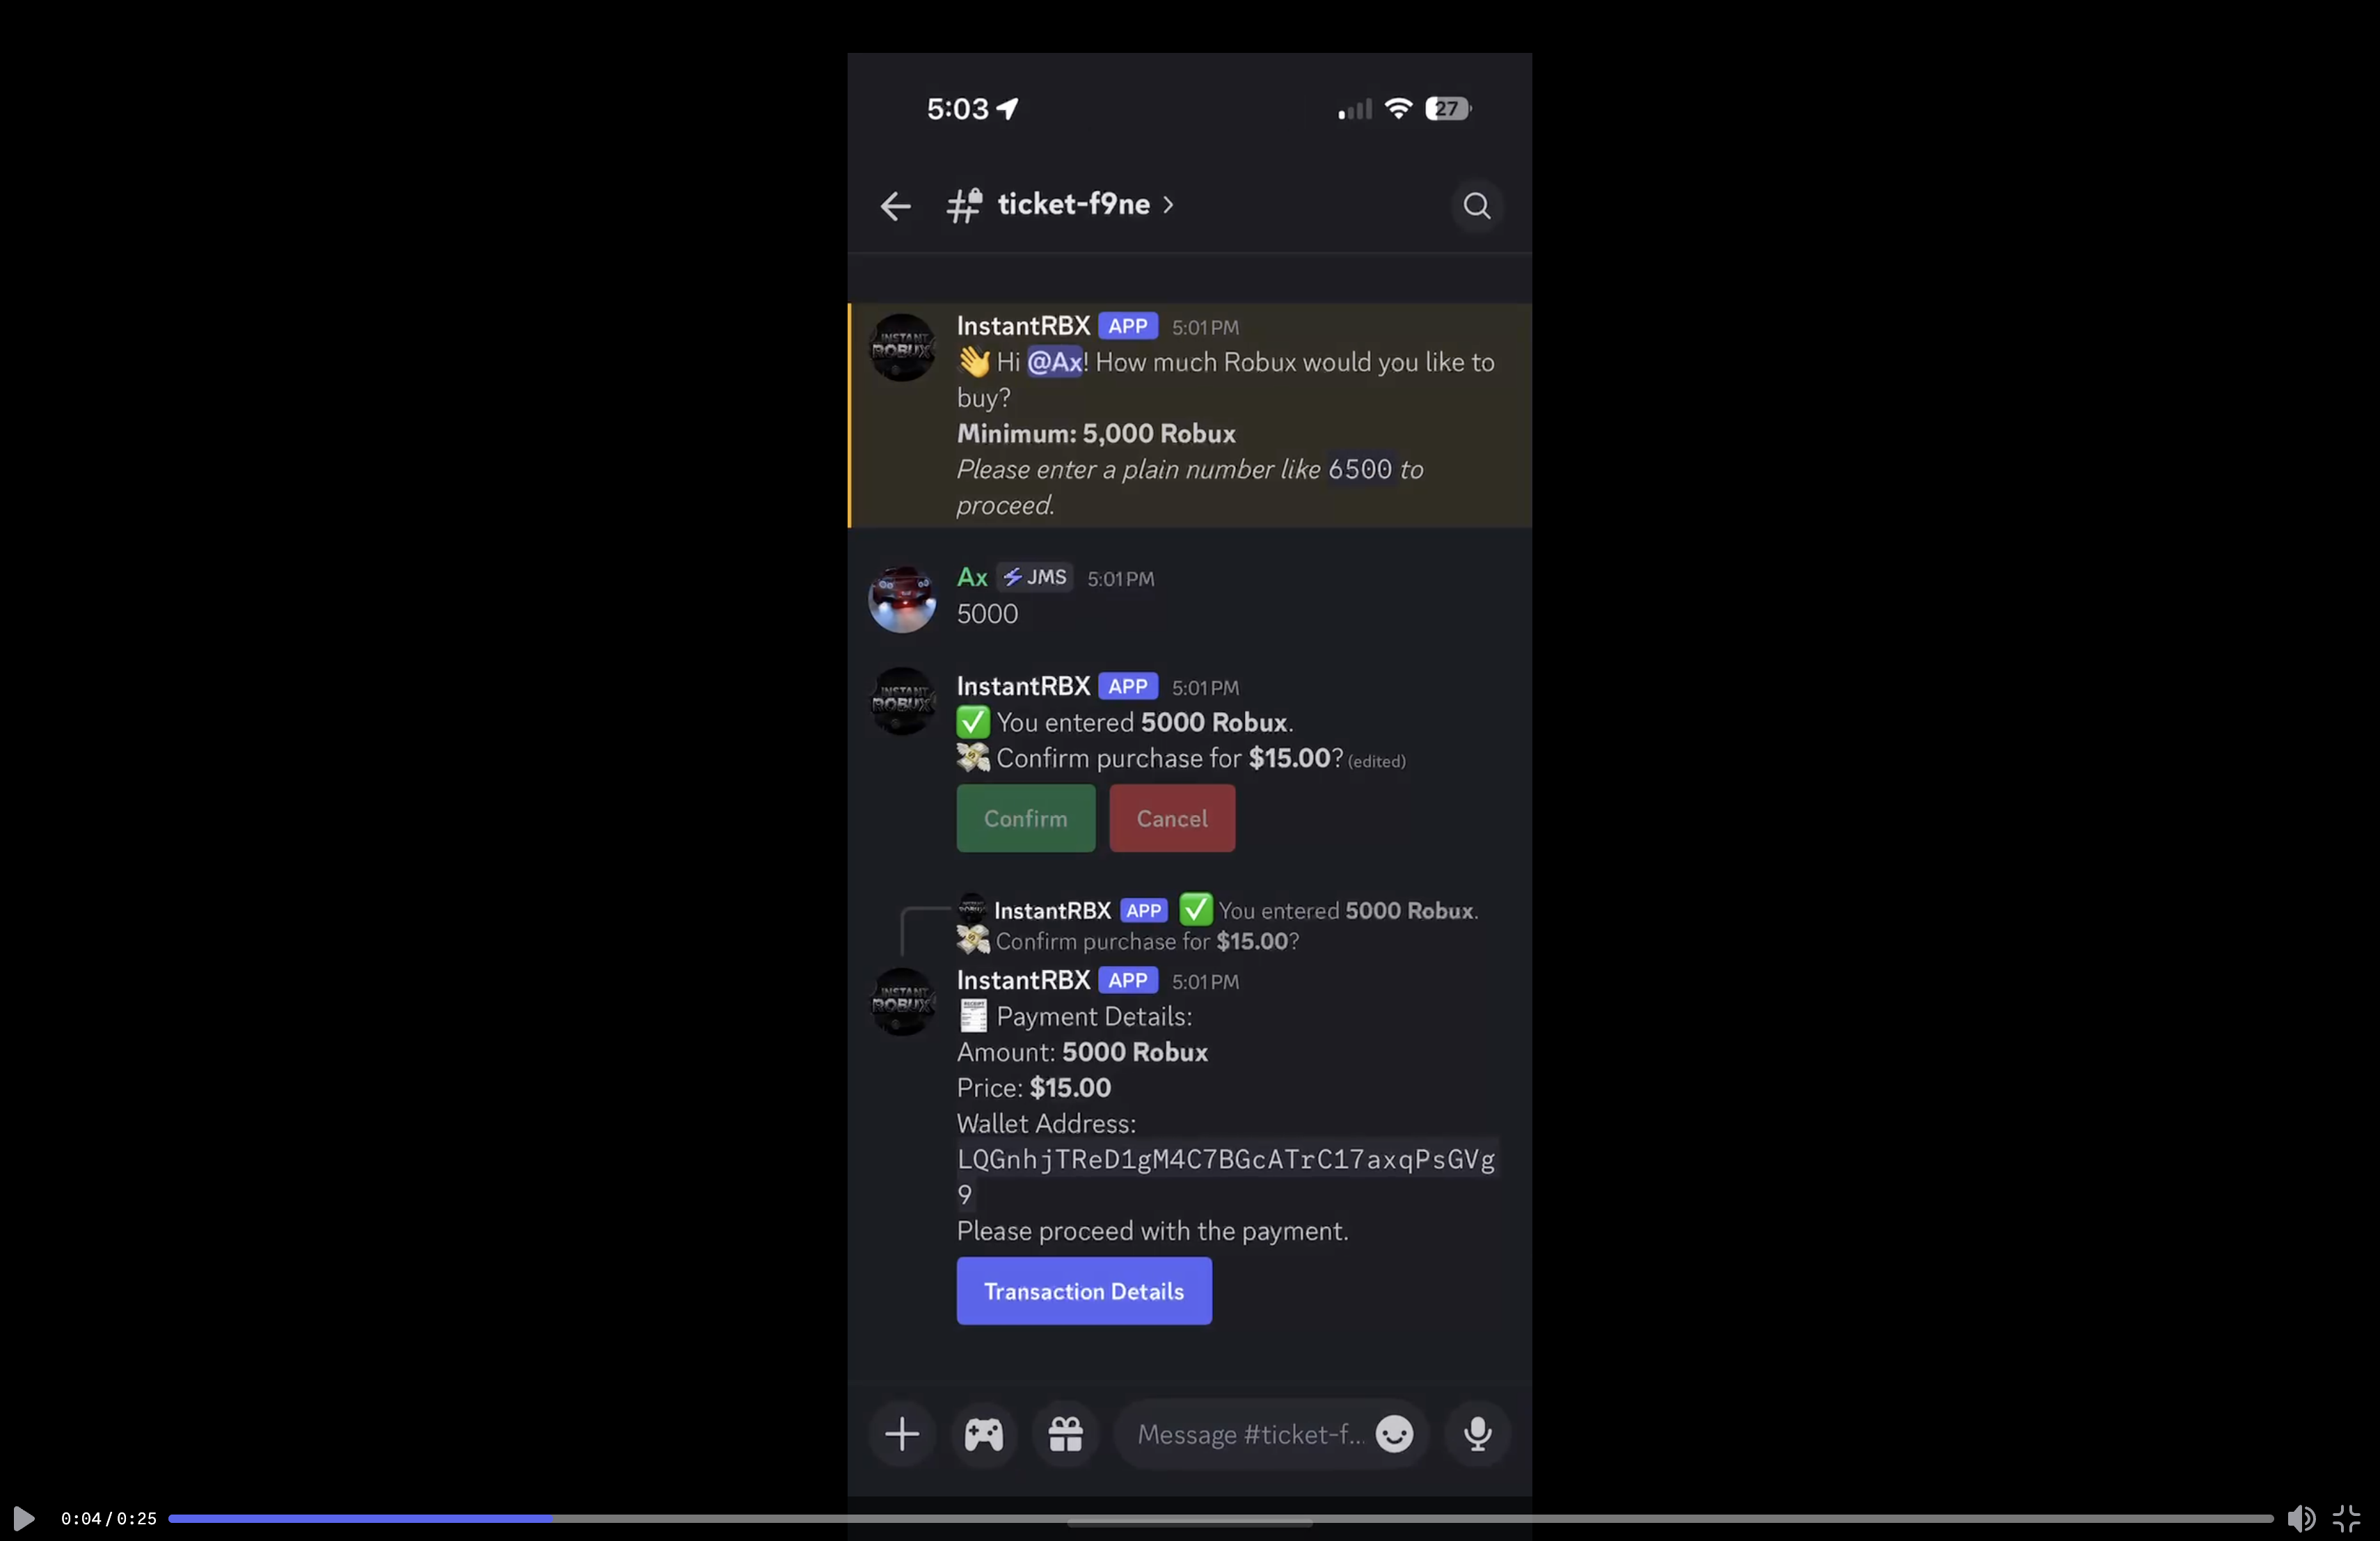 5:03
27
ticket-f9ne
InstantRBX APP 5:01 PM
👋 Hi @Ax! How much Robux would you like to
buy?
Minimum: 5,000 Robux
Please enter a plain number like 6500 to
proceed.
Ax JMS 5:01 PM
5000
INSTANT
ROBUX
InstantRBX APP 5:01 PM
✅ You entered 5000 Robux.
💸 Confirm purchase for $15.00? (edited)
Confirm Cancel
InstantRBX APP ✅ You entered 5000 Robux.
💸 Confirm purchase for $15.00?
InstantRBX APP 5:01 PM
🧾 Payment Details:
Amount: 5000 Robux
Price: $15.00
Wallet Address:
LQGnhjTReD1gM4C7BGcATrC17axqPsGVg
9
Please proceed with the payment.
Transaction Details
Message #ticket-f...
0:04/0:25